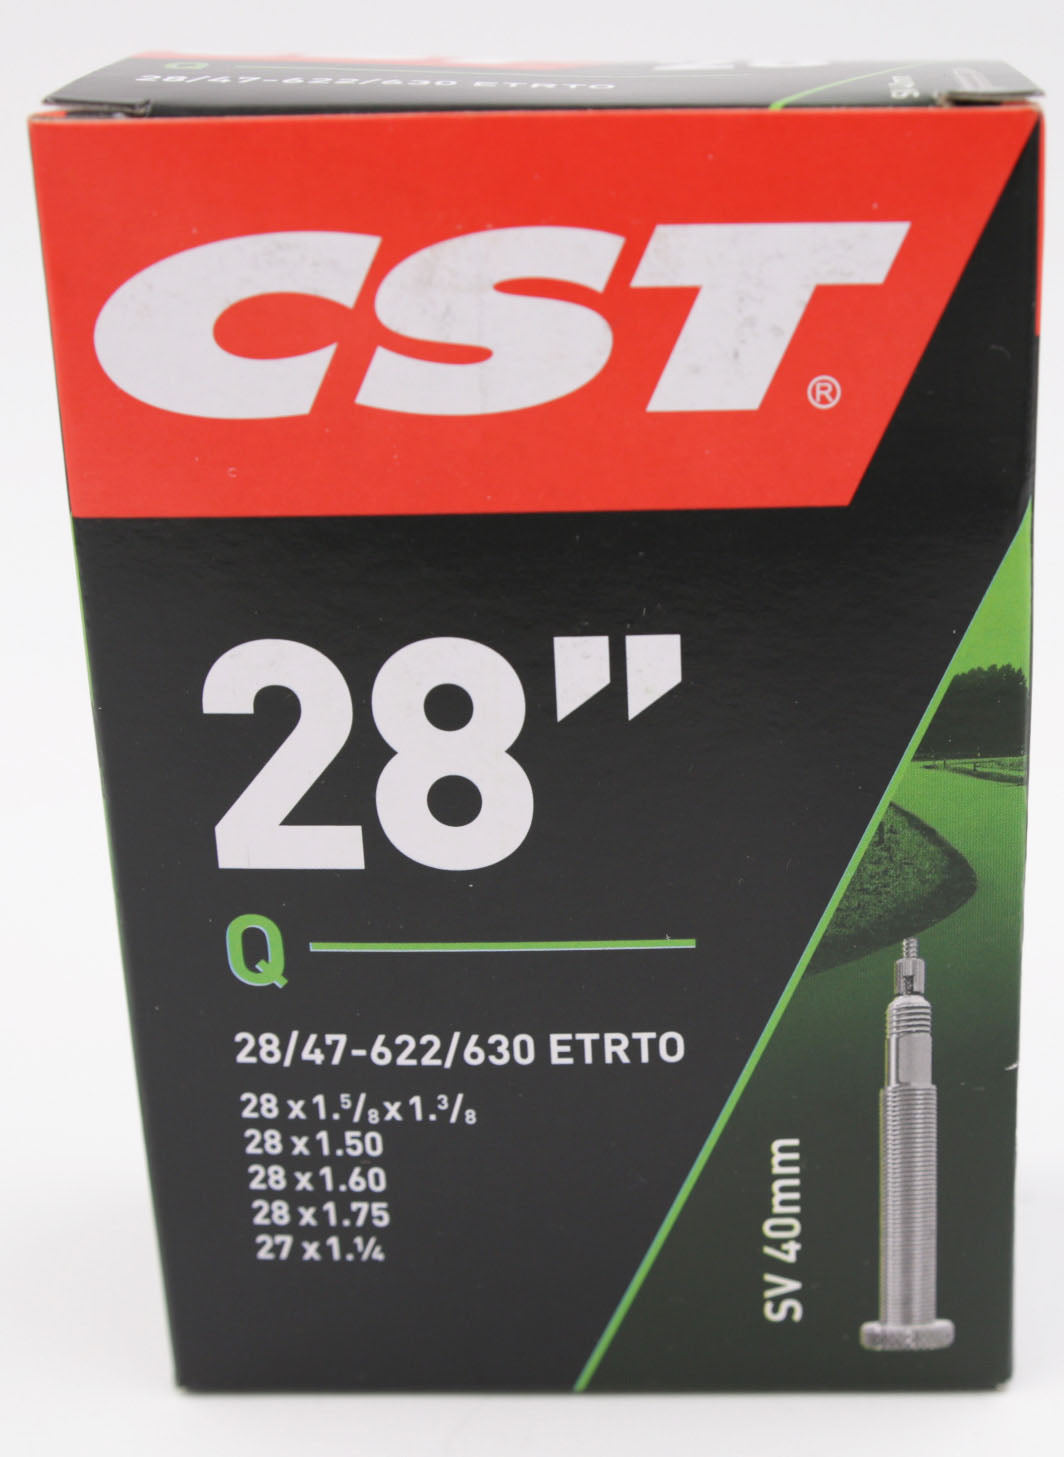 28/47-622/630 ETRTO
CST®
28”
Q
28/47-622/630 ETRTO
28 x 1.⁵/₈ x 1.³/₈
28 x 1.50
28 x 1.60
28 x 1.75
27 x 1.¼
SV 40mm